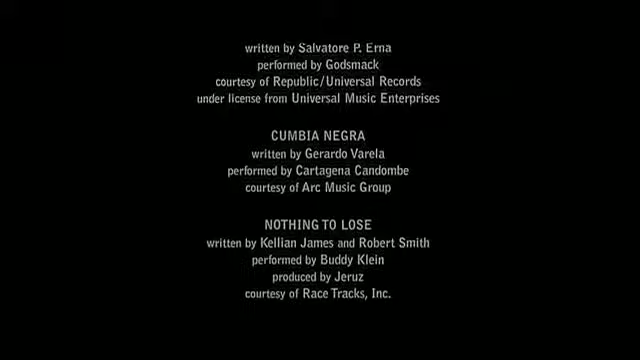 written by Salvatore P. Erna
performed by Godsmack
courtesy of Republic/Universal Records
under license from Universal Music Enterprises
CUMBIA NEGRA
written by Gerardo Varela
performed by Cartagena Candombe
courtesy of Arc Music Group
NOTHING TO LOSE
written by Kellian James and Robert Smith
performed by Buddy Klein
produced by Jeruz
courtesy of Race Tracks, Inc.